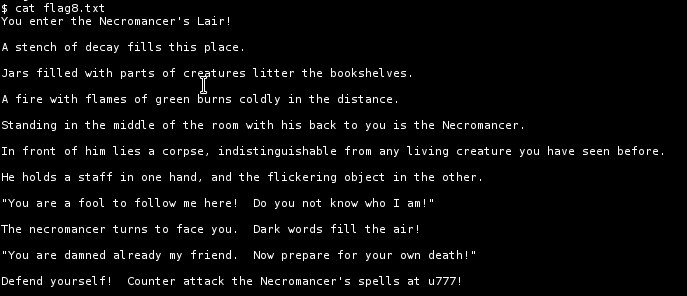 $ cat flag8.txt
You enter the Necromancer's Lair!
A stench of decay fills this place.
Jars filled with parts of creatures litter the bookshelves.
A fire with flames of green burns coldly in the distance.
Standing in the middle of the room with his back to you is the Necromancer.
In front of him lies a corpse, indistinguishable from any living creature you have seen before.
He holds a staff in one hand, and the flickering object in the other.
"You are a fool to follow me here!  Do you not know who I am!"
The necromancer turns to face you.  Dark words fill the air!
"You are damned already my friend.  Now prepare for your own death!"
Defend yourself!  Counter attack the Necromancer's spells at u777!